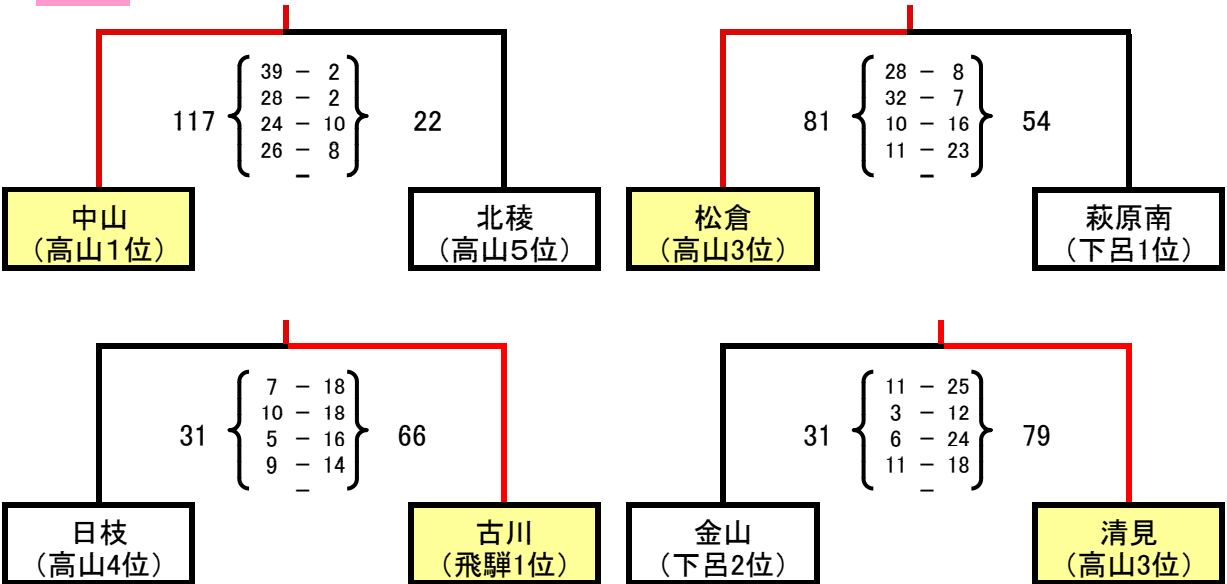 39 － 2
28 － 2
117 24 － 10 22
26 － 8
－
中山
（高山１位）
北稜
（高山５位）
28 － 8
32 － 7
81 10 － 16 54
11 － 23
－
松倉
（高山3位）
萩原南
（下呂1位）
7 － 18
10 － 18
31 5 － 16 66
9 － 14
－
日枝
（高山4位）
古川
（飛騨1位）
11 － 25
3 － 12
31 6 － 24 79
11 － 18
－
金山
（下呂2位）
清見
（高山3位）